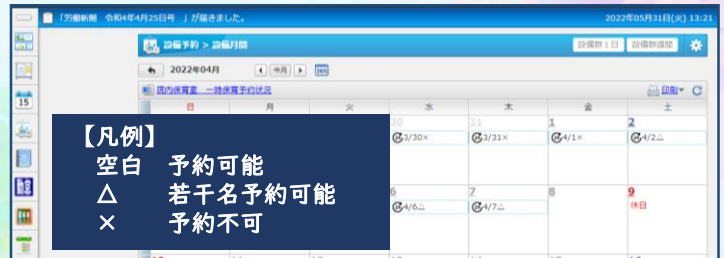 「労働新聞 令和4年4月25日号 」が届きました。
2022年05月31日(火) 13:21
設備予約 > 設備月間
設備群1日 設備群週間
2022年04月 今月
院内保育室 一時保育予約状況 印刷
15
日 月 火 水 木 金 土
30 31 1 2
3/30× 3/31× 4/1× 4/2△
【凡例】
空白 予約可能
△ 若干名予約可能
× 予約不可
6 7 8 9
4/6△ 4/7△ 休日